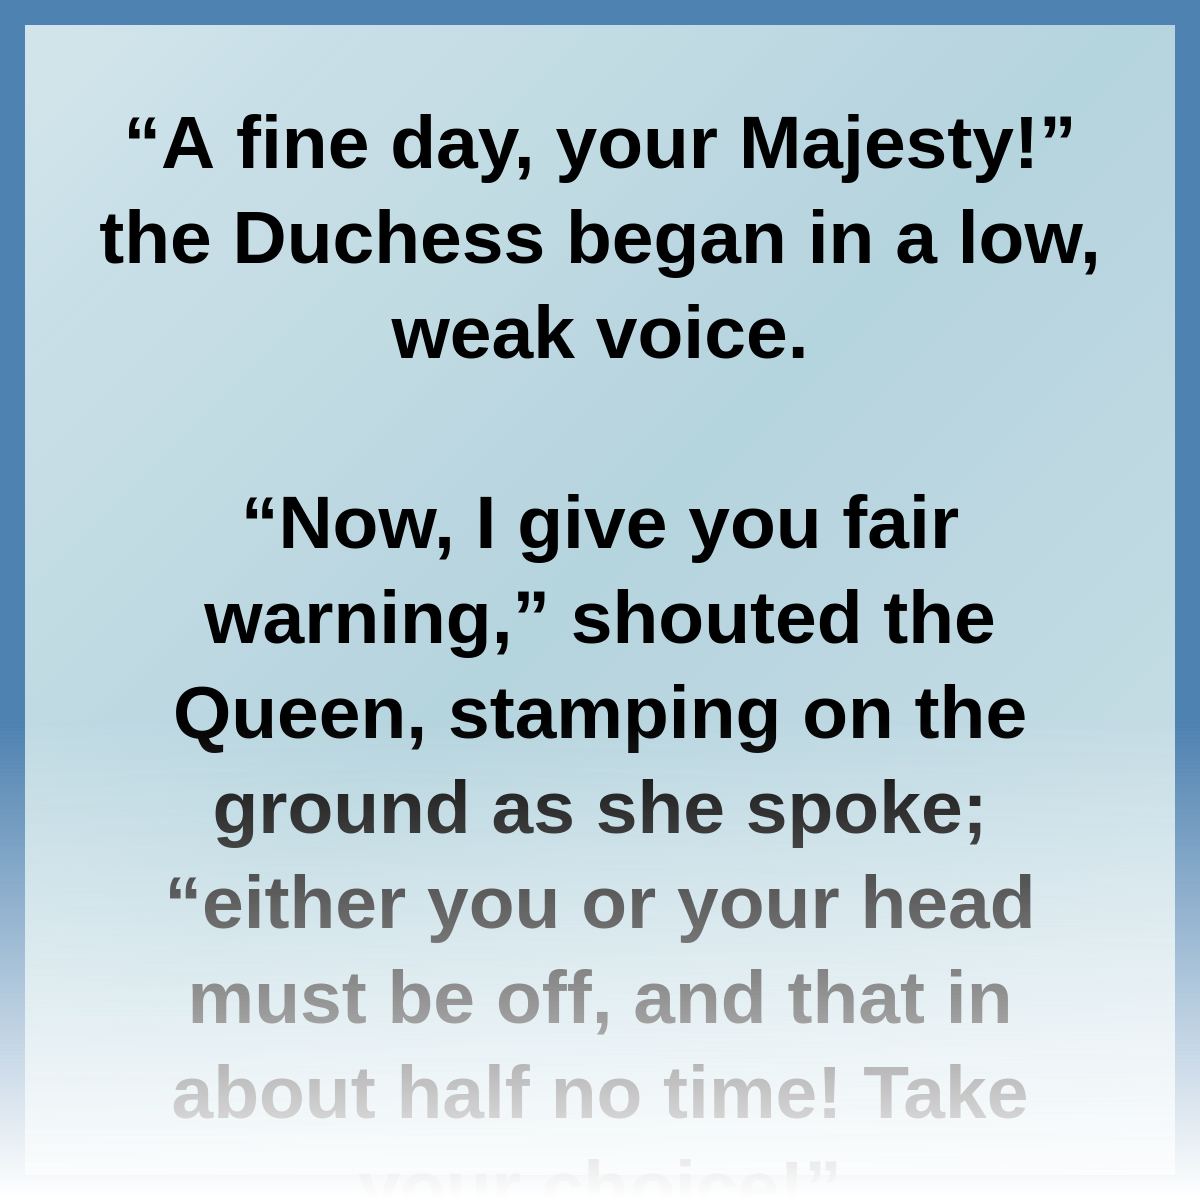 “A fine day, your Majesty!”
the Duchess began in a low,
weak voice.
“Now, I give you fair
warning,” shouted the
Queen, stamping on the
ground as she spoke;
“either you or your head
must be off, and that in
about half no time! Take
your choice!”